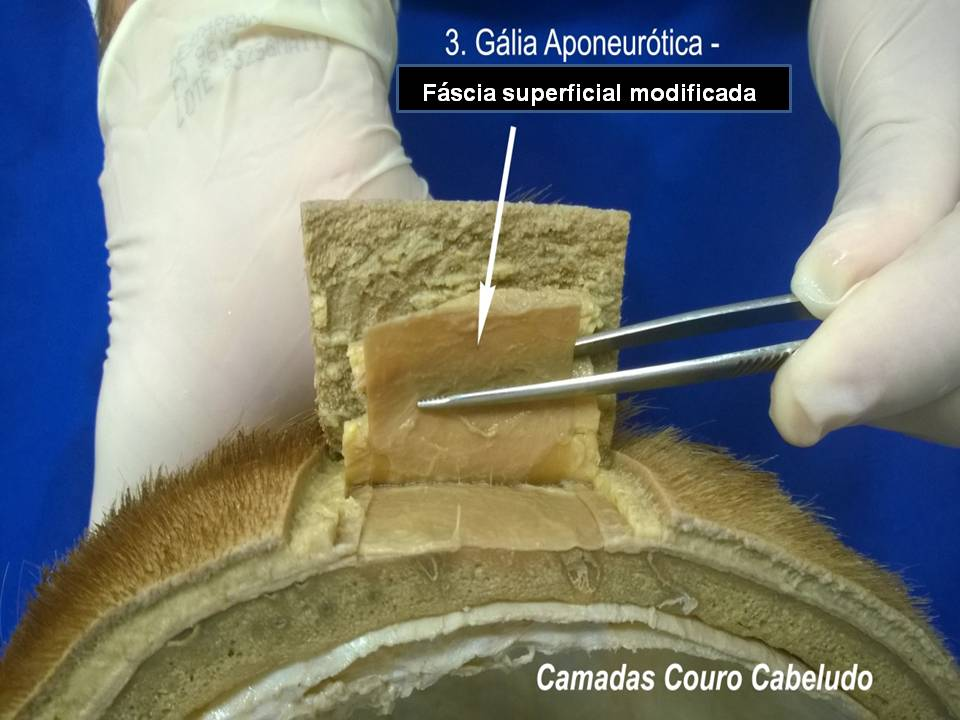 3. Gália Aponeurótica -
Fáscia superficial modificada
Camadas Couro Cabeludo